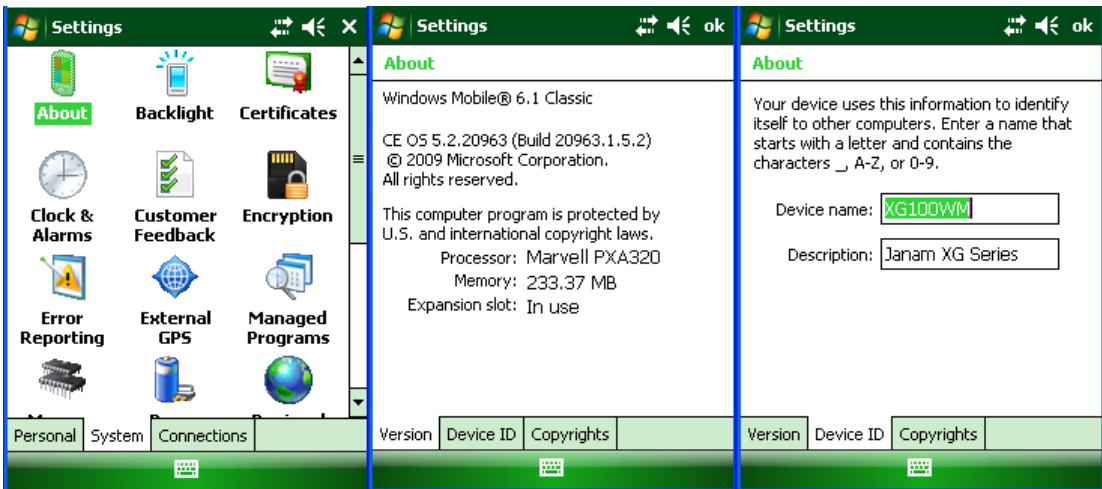 Settings
About
Backlight
Certificates
Clock &
Alarms
Customer
Feedback
Encryption
Error
Reporting
External
GPS
Managed
Programs
Personal
System
Connections
Settings
ok
About
Windows Mobile® 6.1 Classic
CE OS 5.2.20963 (Build 20963.1.5.2)
© 2009 Microsoft Corporation.
All rights reserved.
This computer program is protected by
U.S. and international copyright laws.
Processor: Marvell PXA320
Memory: 233.37 MB
Expansion slot: In use
Version
Device ID
Copyrights
Settings
ok
About
Your device uses this information to identify
itself to other computers. Enter a name that
starts with a letter and contains the
characters _, A-Z, or 0-9.
Device name: XG100WM
Description: Janam XG Series
Version
Device ID
Copyrights